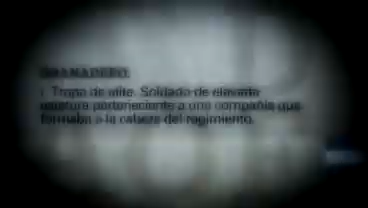 GRANADERO.
1. Tropa de elite. Soldado de elevada
estatura perteneciente a una compañía que
formaba a la cabeza del regimiento.